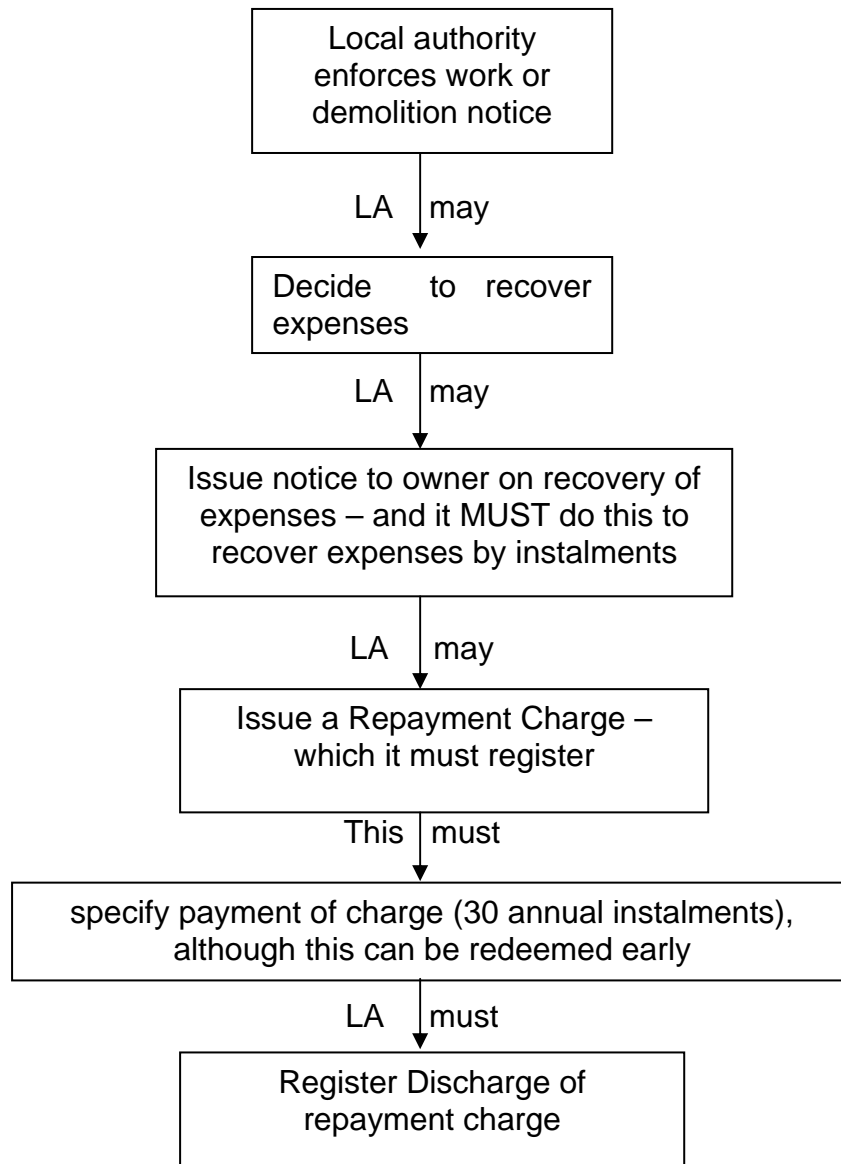 Local authority
enforces work or
demolition notice
LA may
Decide to recover
expenses
LA may
Issue notice to owner on recovery of
expenses – and it MUST do this to
recover expenses by instalments
LA may
Issue a Repayment Charge –
which it must register
This must
specify payment of charge (30 annual instalments),
although this can be redeemed early
LA must
Register Discharge of
repayment charge